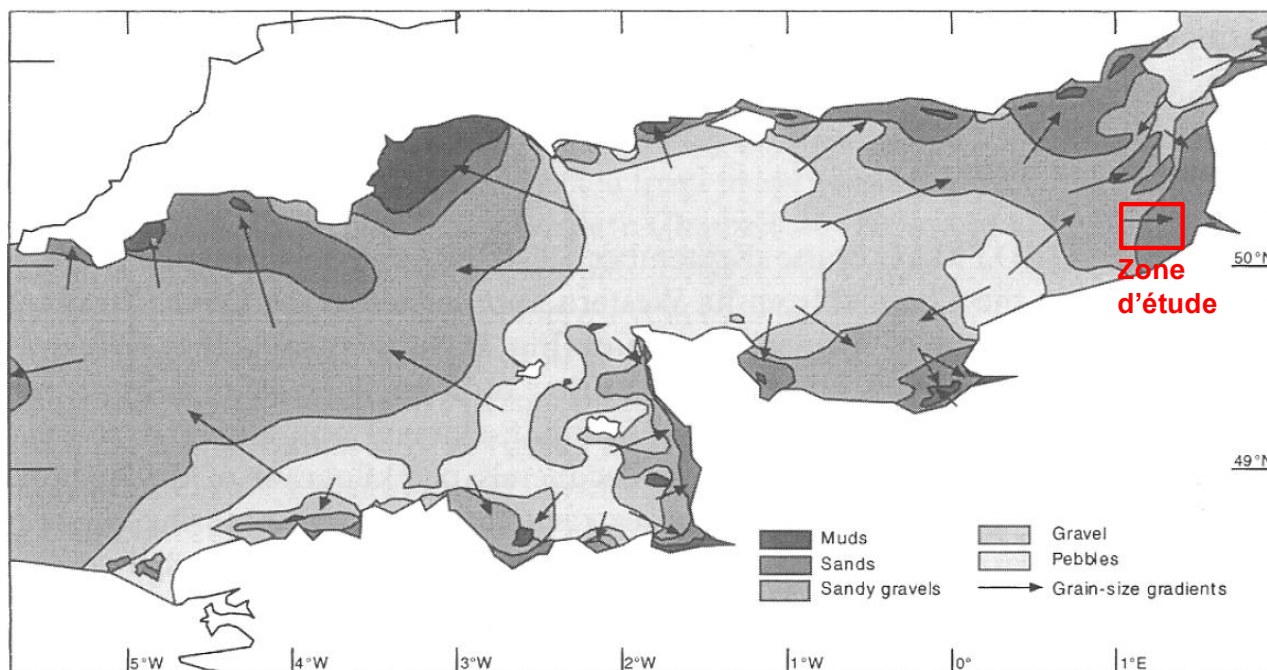 50°N
Zone
d'étude
49°N
Muds
Sands
Sandy gravels
Gravel
Pebbles
Grain-size gradients
5°W
4°W
3°W
2°W
1°W
0°
1°E